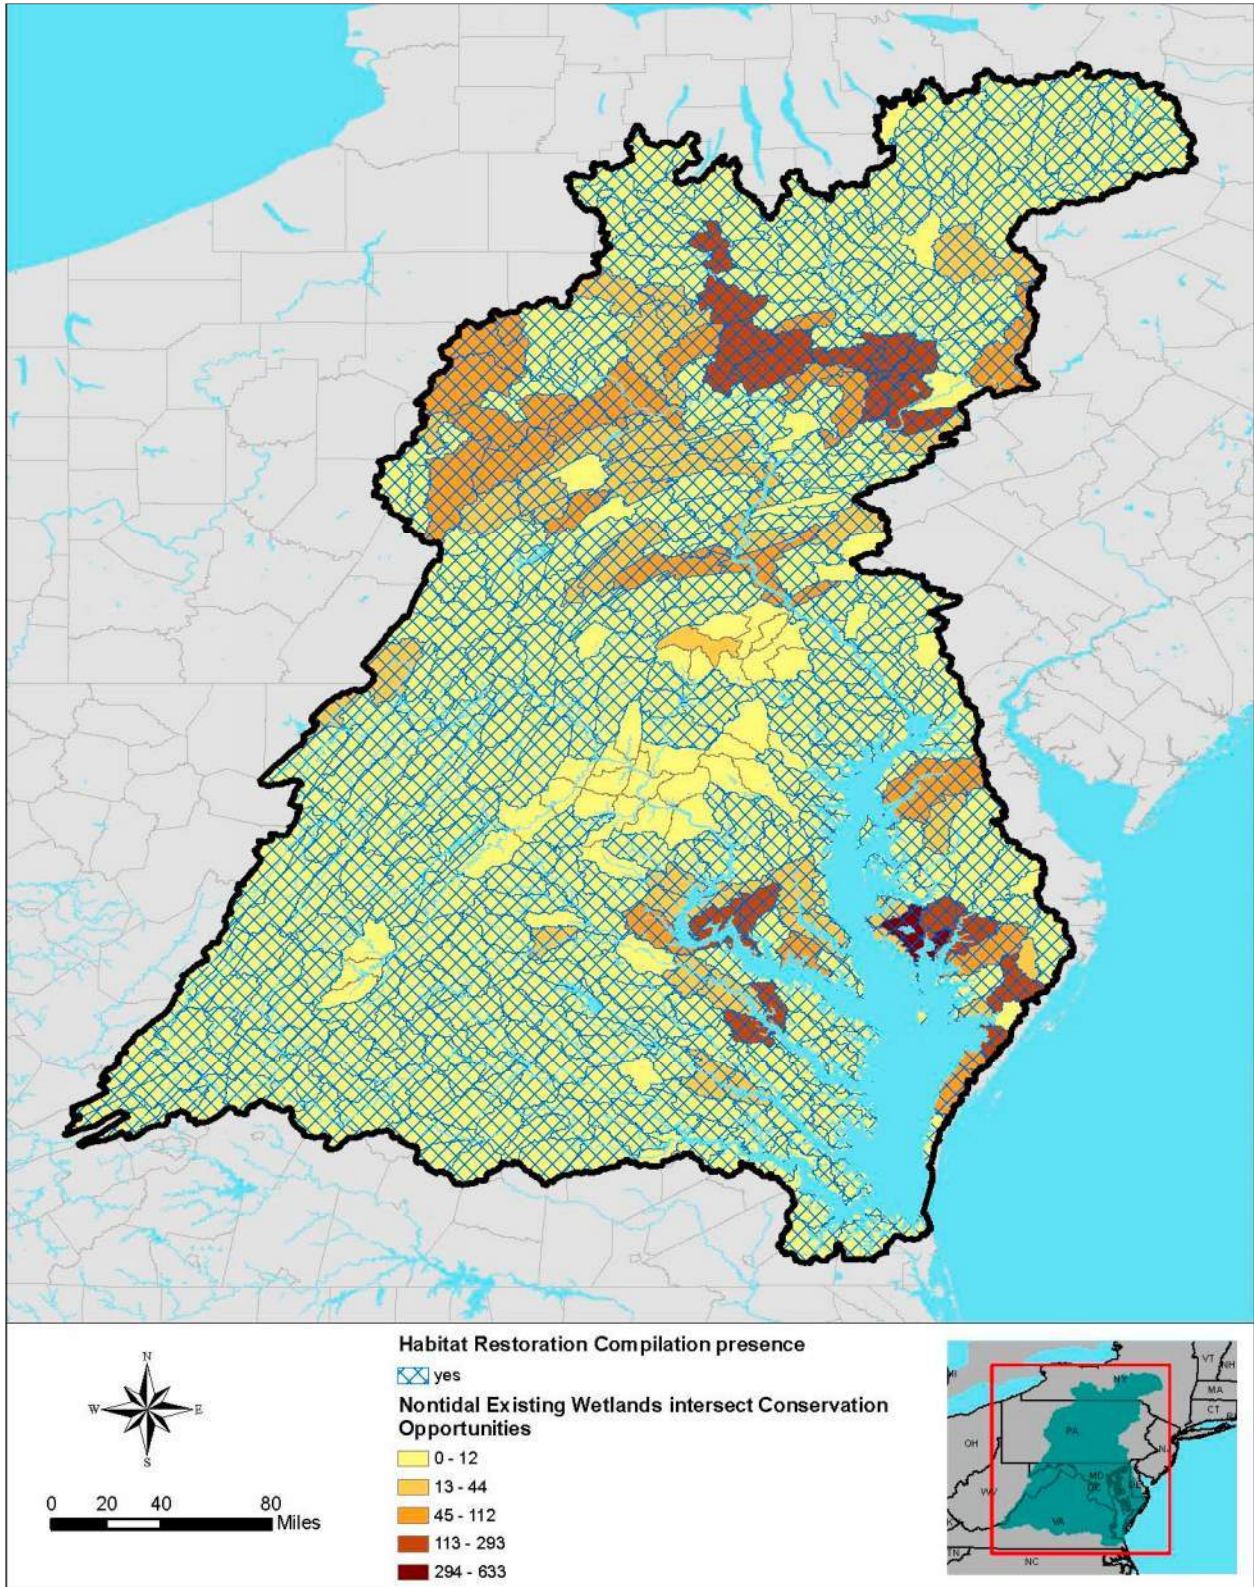 Habitat Restoration Compilation presence
yes
Nontidal Existing Wetlands intersect Conservation
Opportunities
0 - 12
13 - 44
45 - 112
113 - 293
294 - 633
N
W E
S
0 20 40 80
Miles
VT
NH
NY
MA
CT
PA
OH
MD
DE
VA
TN
NC